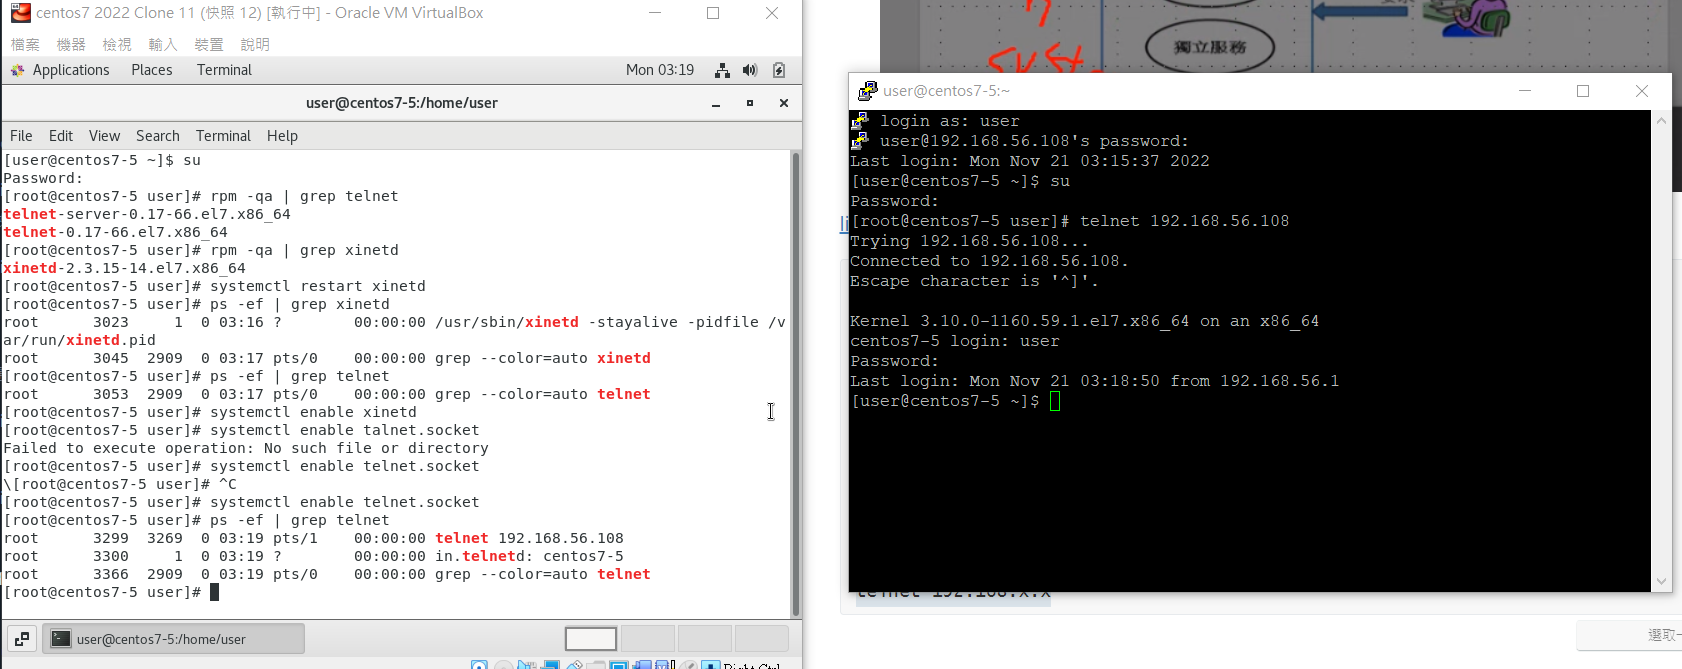 centos7 2022 Clone 11 (快照 12) [執行中] - Oracle VM VirtualBox
檔案 機器 檢視 輸入 裝置 說明
Applications Places Terminal Mon 03:19
user@centos7-5:/home/user
File Edit View Search Terminal Help
[user@centos7-5 ~]$ su
Password:
[root@centos7-5 user]# rpm -qa | grep telnet
telnet-server-0.17-66.el7.x86_64
telnet-0.17-66.el7.x86_64
[root@centos7-5 user]# rpm -qa | grep xinetd
xinetd-2.3.15-14.el7.x86_64
[root@centos7-5 user]# systemctl restart xinetd
[root@centos7-5 user]# ps -ef | grep xinetd
root      3023     1  0 03:16 ?        00:00:00 /usr/sbin/xinetd -stayalive -pidfile /v
ar/run/xinetd.pid
root      3045  2909  0 03:17 pts/0    00:00:00 grep --color=auto xinetd
[root@centos7-5 user]# ps -ef | grep telnet
root      3053  2909  0 03:17 pts/0    00:00:00 grep --color=auto telnet
[root@centos7-5 user]# systemctl enable xinetd
[root@centos7-5 user]# systemctl enable talnet.socket
Failed to execute operation: No such file or directory
[root@centos7-5 user]# systemctl enable telnet.socket
\[root@centos7-5 user]# ^C
[root@centos7-5 user]# systemctl enable telnet.socket
[root@centos7-5 user]# ps -ef | grep telnet
root      3299  3269  0 03:19 pts/1    00:00:00 telnet 192.168.56.108
root      3300     1  0 03:19 ?        00:00:00 in.telnetd: centos7-5
root      3366  2909  0 03:19 pts/0    00:00:00 grep --color=auto telnet
[root@centos7-5 user]#
user@centos7-5:/home/user
Right Ctrl
獨立服務
user@centos7-5:~
login as: user
user@192.168.56.108's password:
Last login: Mon Nov 21 03:15:37 2022
[user@centos7-5 ~]$ su
Password:
[root@centos7-5 user]# telnet 192.168.56.108
Trying 192.168.56.108...
Connected to 192.168.56.108.
Escape character is '^]'.
Kernel 3.10.0-1160.59.1.el7.x86_64 on an x86_64
centos7-5 login: user
Password:
Last login: Mon Nov 21 03:18:50 from 192.168.56.1
[user@centos7-5 ~]$
li
telnet 192.168.x.x
選取一